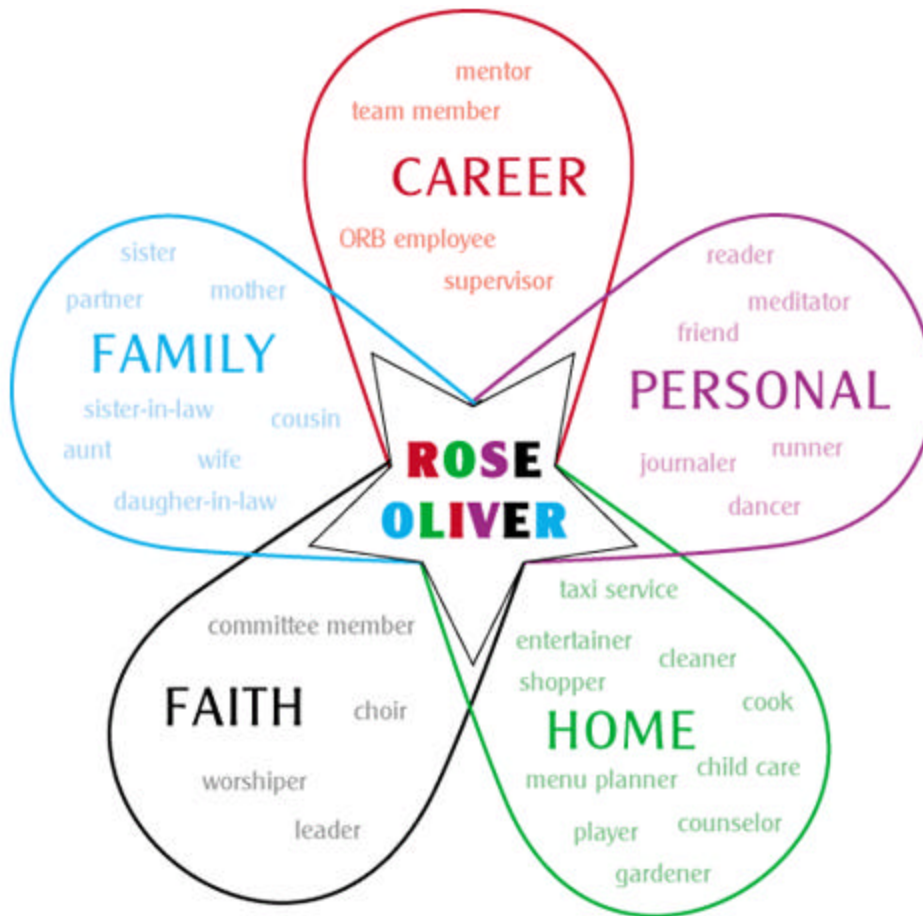 mentor
team member
CAREER
ORB employee
supervisor
sister
partner
mother
FAMILY
sister-in-law
cousin
aunt
wife
daugher-in-law
reader
meditator
friend
PERSONAL
journaler
runner
dancer
ROSE
OLIVER
committee member
FAITH
choir
worshiper
leader
taxi service
entertainer
cleaner
shopper
cook
HOME
menu planner
child care
player
counselor
gardener